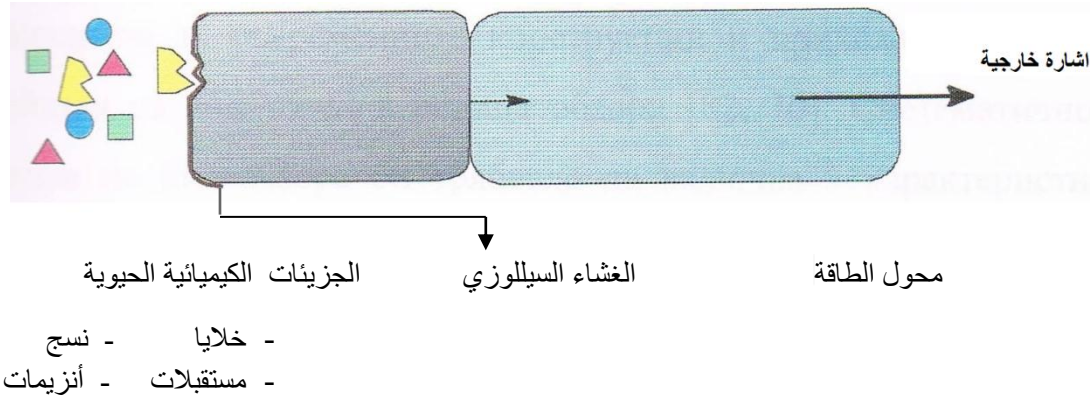 اشارة خارجية
محول الطاقة الغشاء السيللوزي الجزيئات الكيميائية الحيوية
- خلايا - نسج
- مستقبلات - أنزيمات